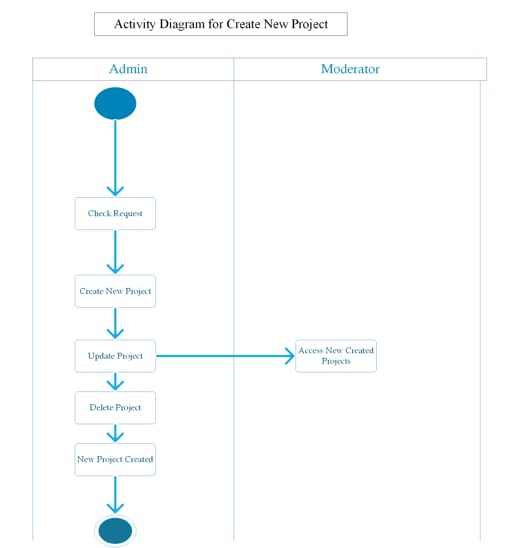 Activity Diagram for Create New Project
Admin
Moderator
Check Request
Create New Project
Update Project
Access New Created
Projects
Delete Project
New Project Created